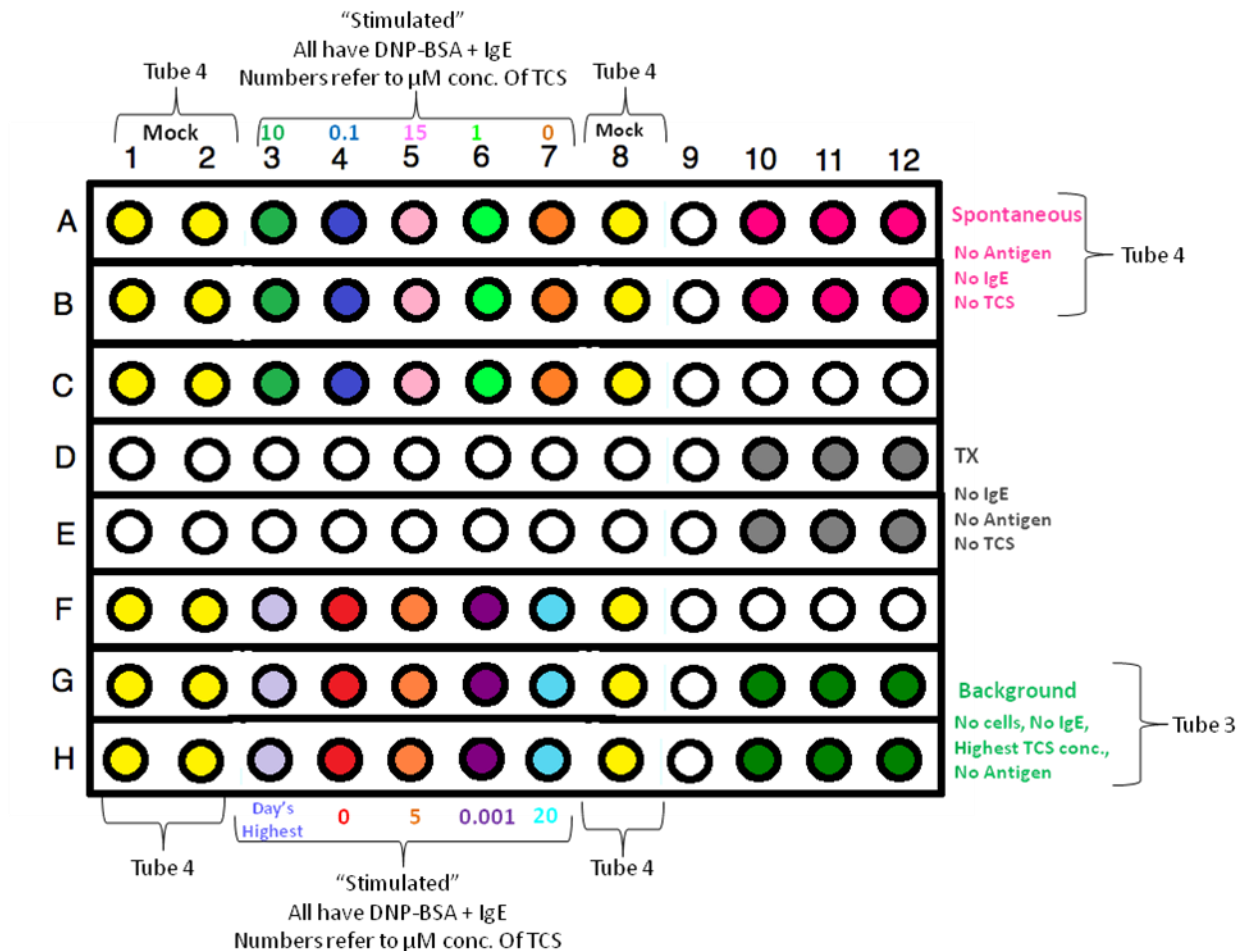 “Stimulated”
All have DNP-BSA + IgE
Numbers refer to µM conc. Of TCS
Tube 4
Tube 4
Mock
10
0.1
15
1
0
Mock
1 2 3 4 5 6 7 8 9 10 11 12
A
Spontaneous
No Antigen
Tube 4
No IgE
B
No TCS
C
D
TX
No IgE
E
No Antigen
No TCS
F
G
Background
No cells, No IgE,
Tube 3
Highest TCS conc.,
H
No Antigen
Day’s
Highest
0
5
0.001
20
Tube 4
Tube 4
“Stimulated”
All have DNP-BSA + IgE
Numbers refer to µM conc. Of TCS